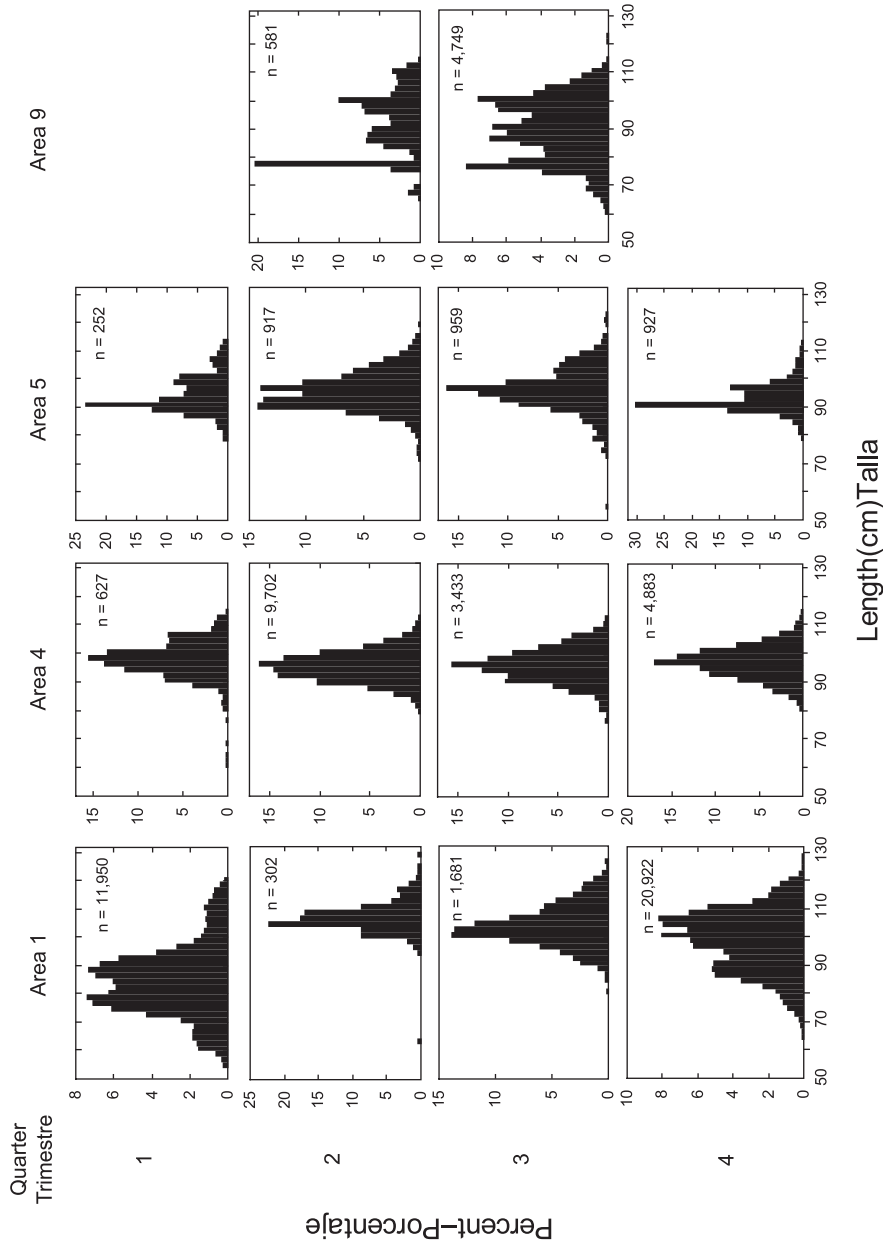 Quarter
Trimestre
Area 1
Area 4
Area 5
Area 9
Percent–Porcentaje
1
n = 11,950
8
6
4
2
0
n = 627
15
10
5
0
n = 252
25
20
15
10
5
0
2
n = 302
25
20
15
10
5
0
n = 9,702
15
10
5
0
n = 917
15
10
5
0
n = 581
20
15
10
5
0
3
n = 1,681
15
10
5
0
n = 3,433
15
10
5
0
n = 959
15
10
5
0
n = 4,749
10
8
6
4
2
0
50 70 90 110 130
4
n = 20,922
10
8
6
4
2
0
50 70 90 110 130
n = 4,883
20
15
10
5
0
50 70 90 110 130
n = 927
30
25
20
15
10
5
0
50 70 90 110 130
Length(cm)Talla